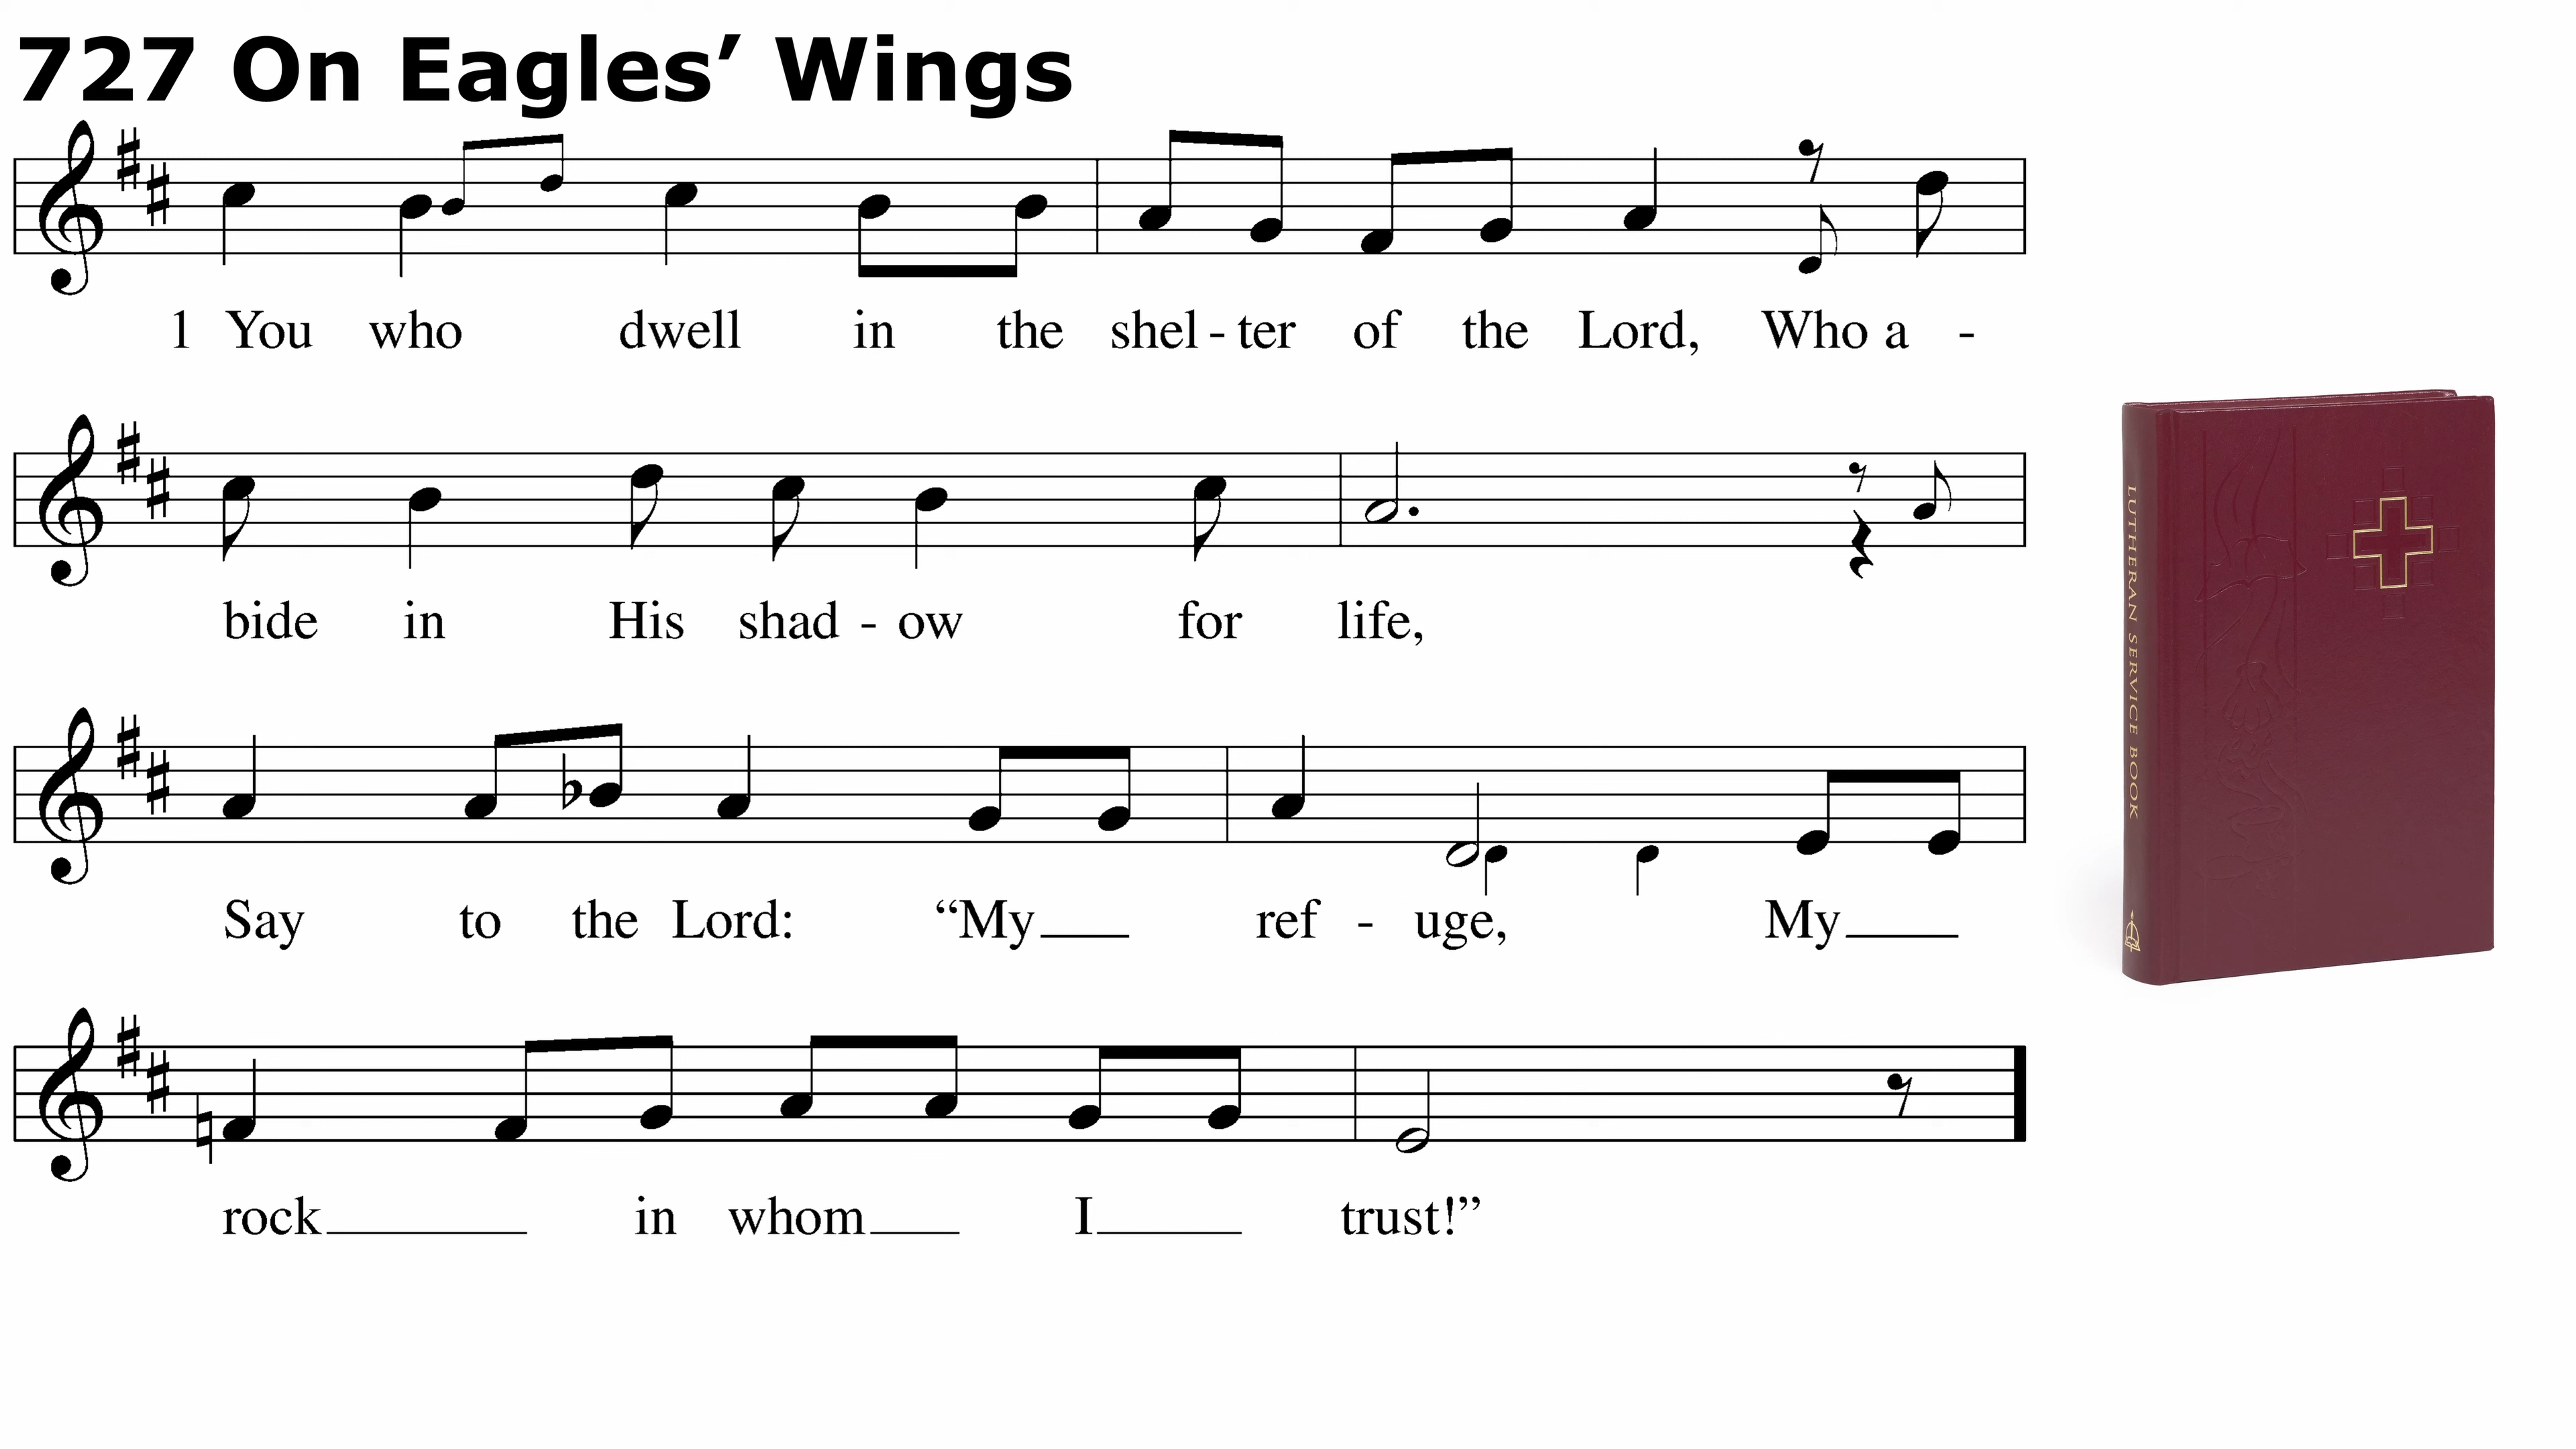 727 On Eagles’ Wings
1 You who dwell in the shel - ter of the Lord, Who a -
bide in His shad - ow for life,
Say to the Lord: “My ref - uge, My
rock in whom I trust!”
LUTHERAN SERVICE BOOK